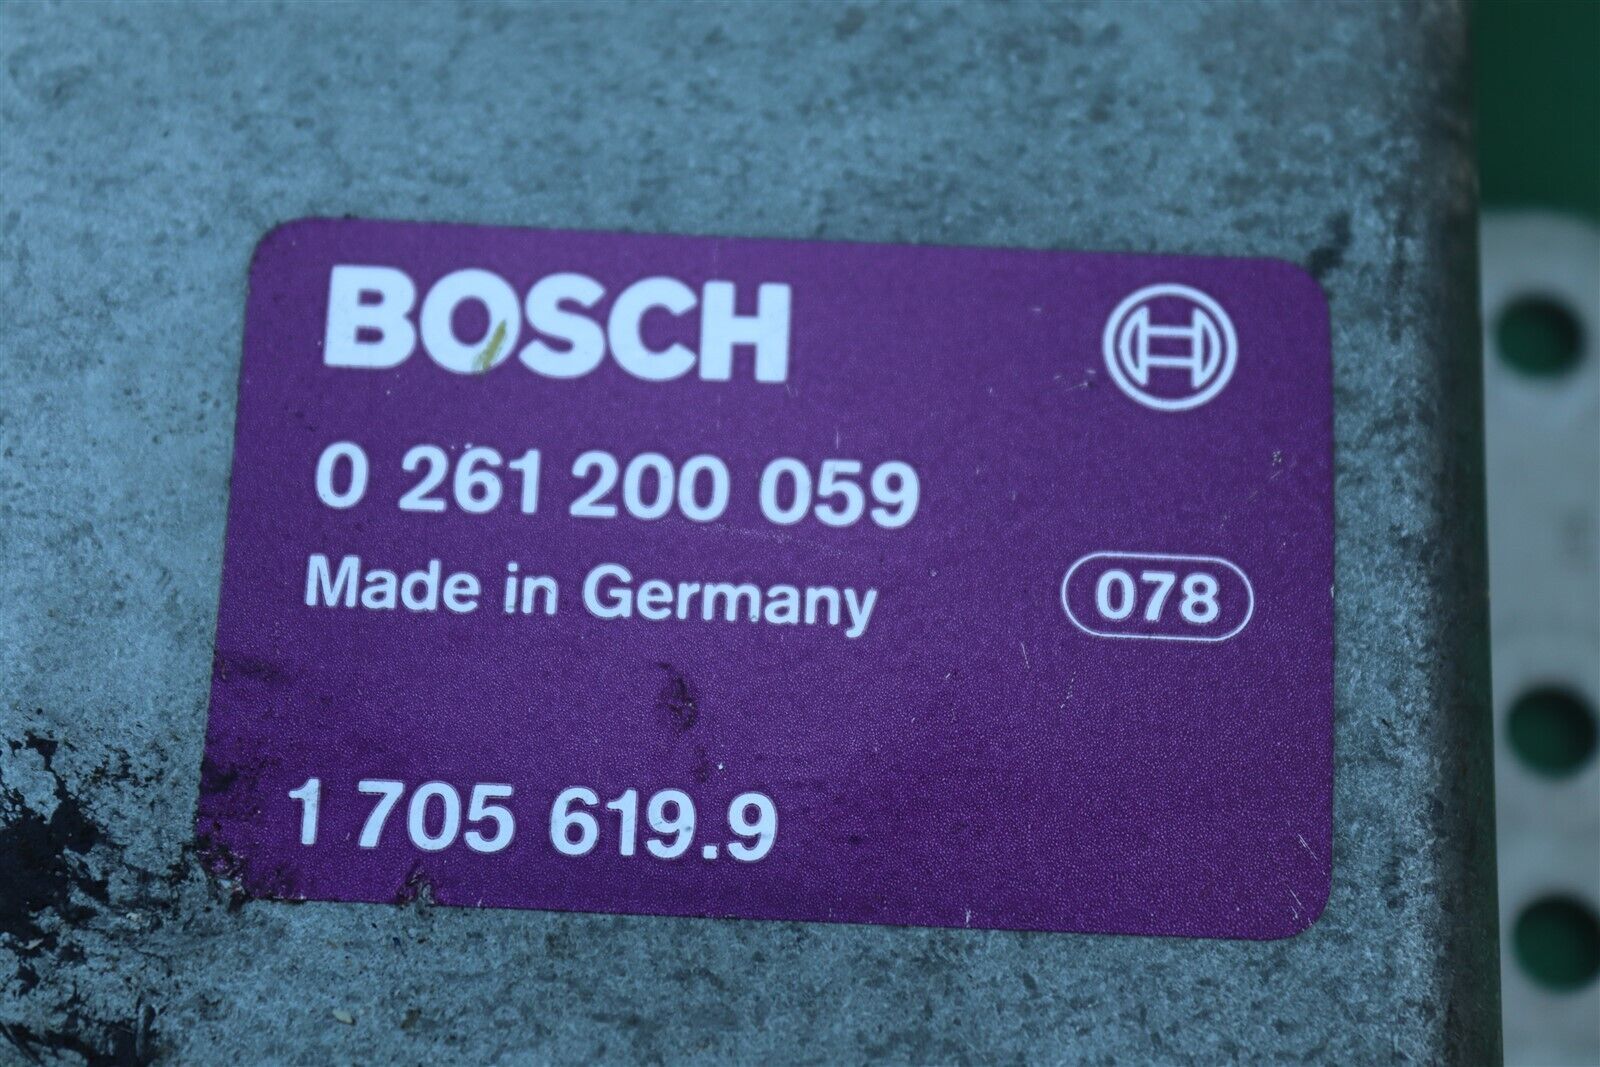 BOSCH
0 261 200 059
Made in Germany 078
1 705 619.9